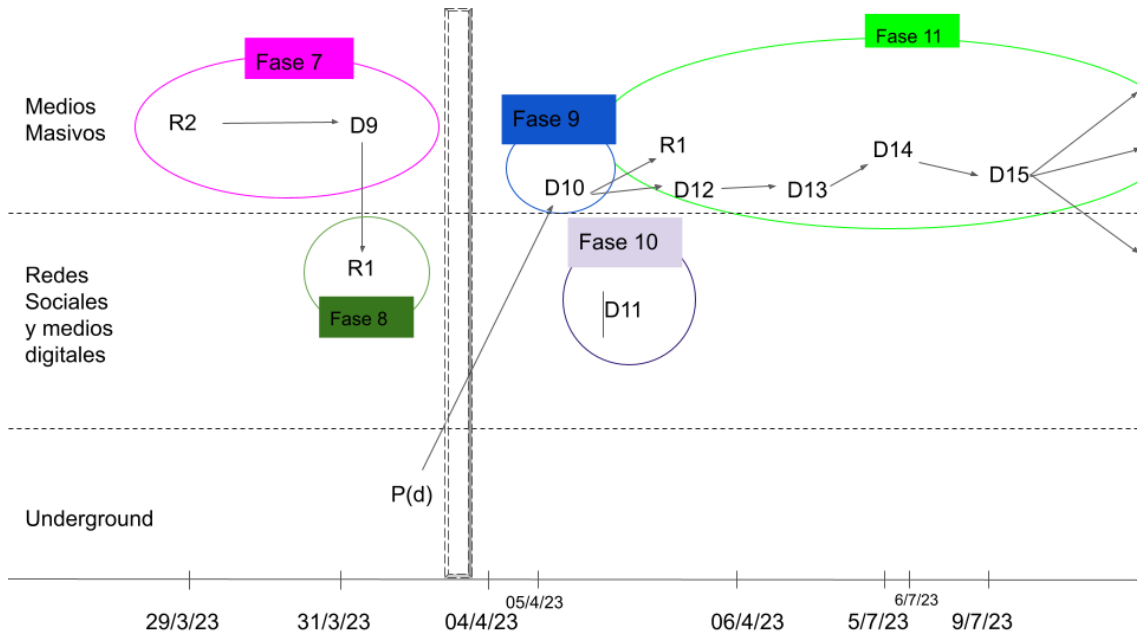 Fase 7
Fase 11
Medios
Masivos
R2
D9
Fase 9
R1
D10
D12
D13
D14
D15
Redes
Sociales
y medios
digitales
R1
Fase 8
Fase 10
D11
P(d)
Underground
29/3/23
31/3/23
04/4/23
05/4/23
06/4/23
5/7/23
6/7/23
9/7/23